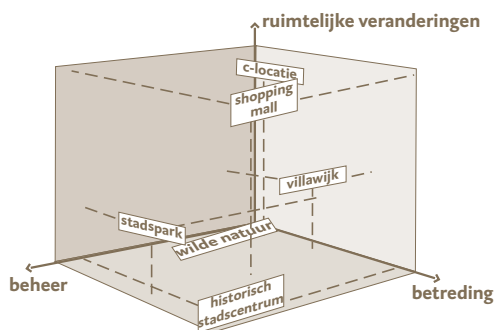 ruimtelijke veranderingen
c-locatie
shopping
mall
villawijk
stadspark
wilde natuur
beheer
betreding
historisch
stadscentrum